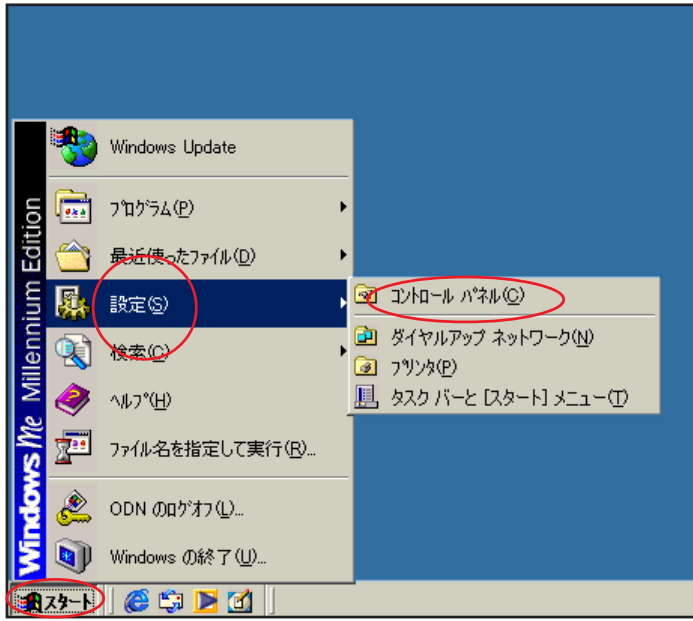 Windows Update
ﾌﾟﾛｸﾞﾗﾑ(P)
最近使ったﾌｧｲﾙ(D)
設定(S)
検索(C)
ﾍﾙﾌﾟ(H)
ファイル名を指定して実行(R)...
ODN のﾛｸﾞｵﾌ(L)...
Windows の終了(U)...
Windows Me Millennium Edition
ｺﾝﾄﾛｰﾙ ﾊﾟﾈﾙ(C)
ダイヤルアップ ネットワーク(N)
ﾌﾟﾘﾝﾀ(P)
タスク バーと [スタート] メニュー(T)
スタート